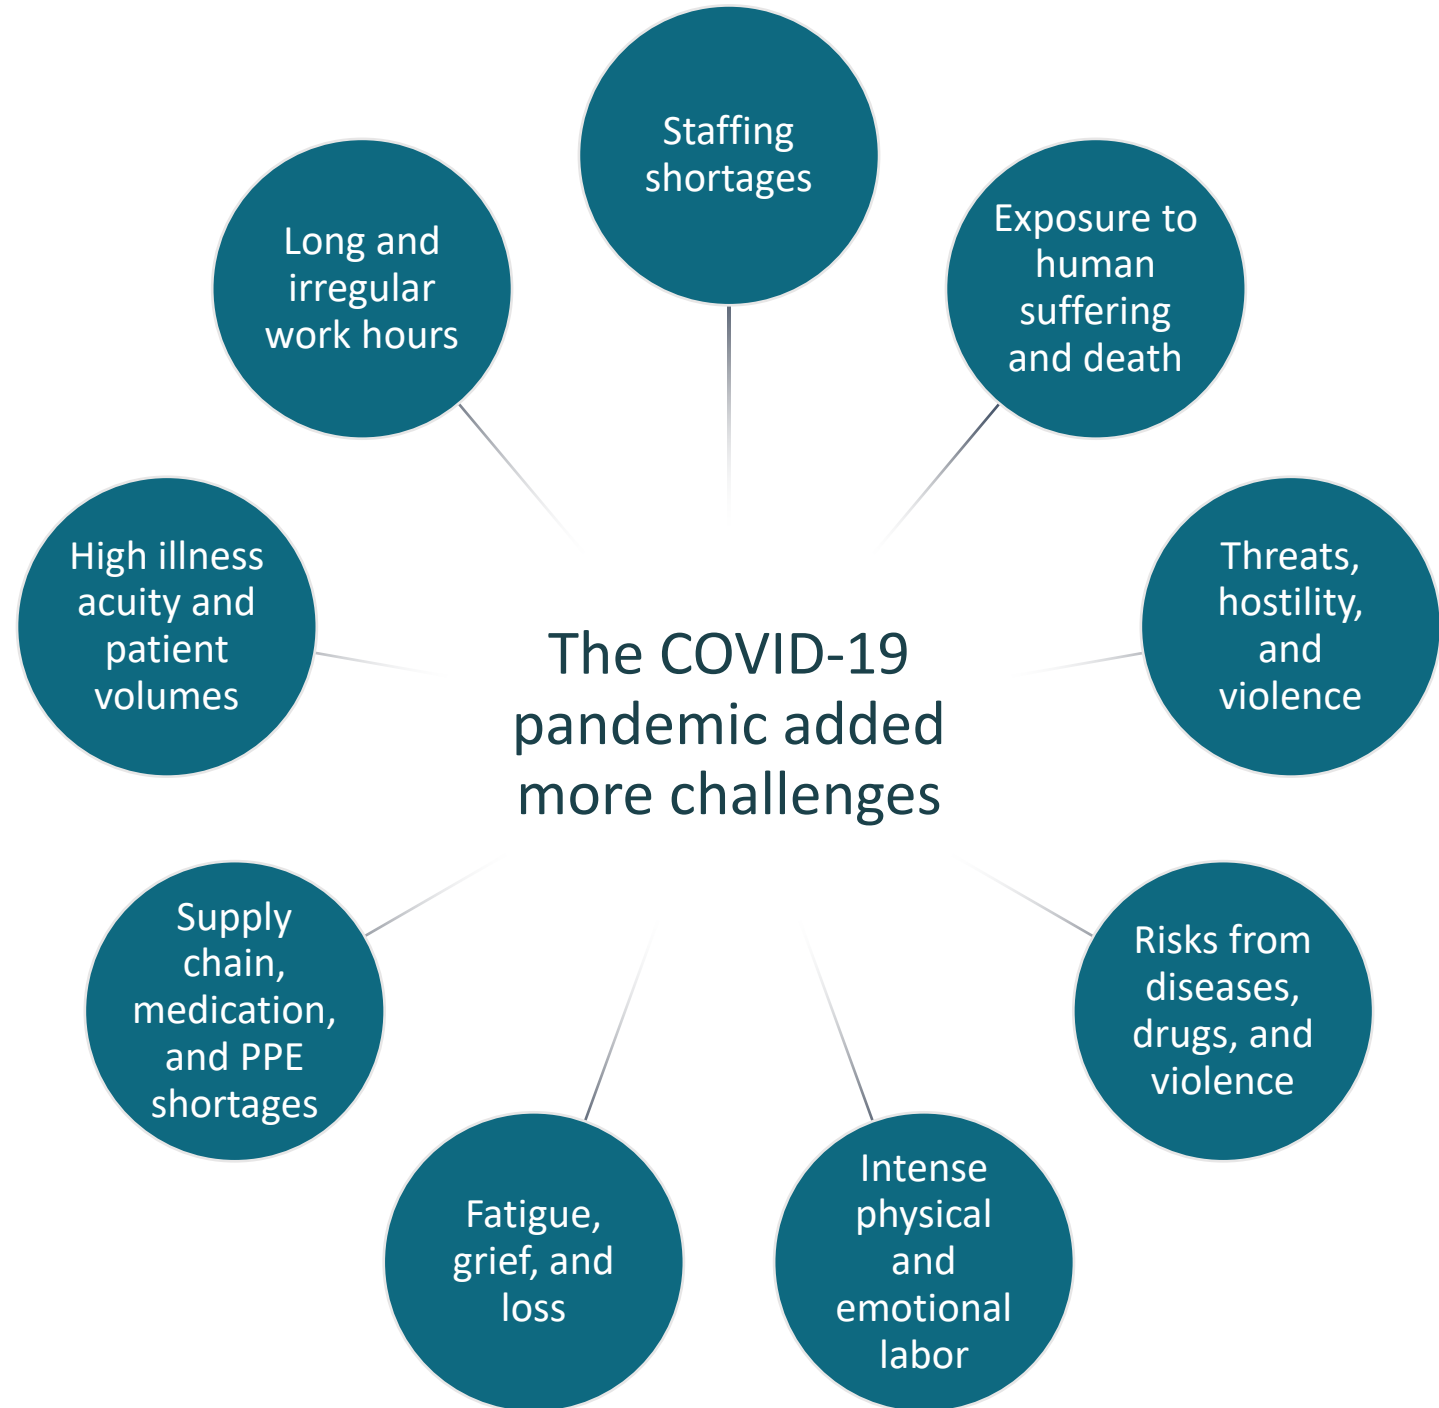 Staffing
shortages
Exposure to
human
suffering
and death
Threats,
hostility,
and
violence
Risks from
diseases,
drugs, and
violence
Intense
physical
and
emotional
labor
Fatigue,
grief, and
loss
Supply
chain,
medication,
and PPE
shortages
High illness
acuity and
patient
volumes
Long and
irregular
work hours
The COVID-19
pandemic added
more challenges